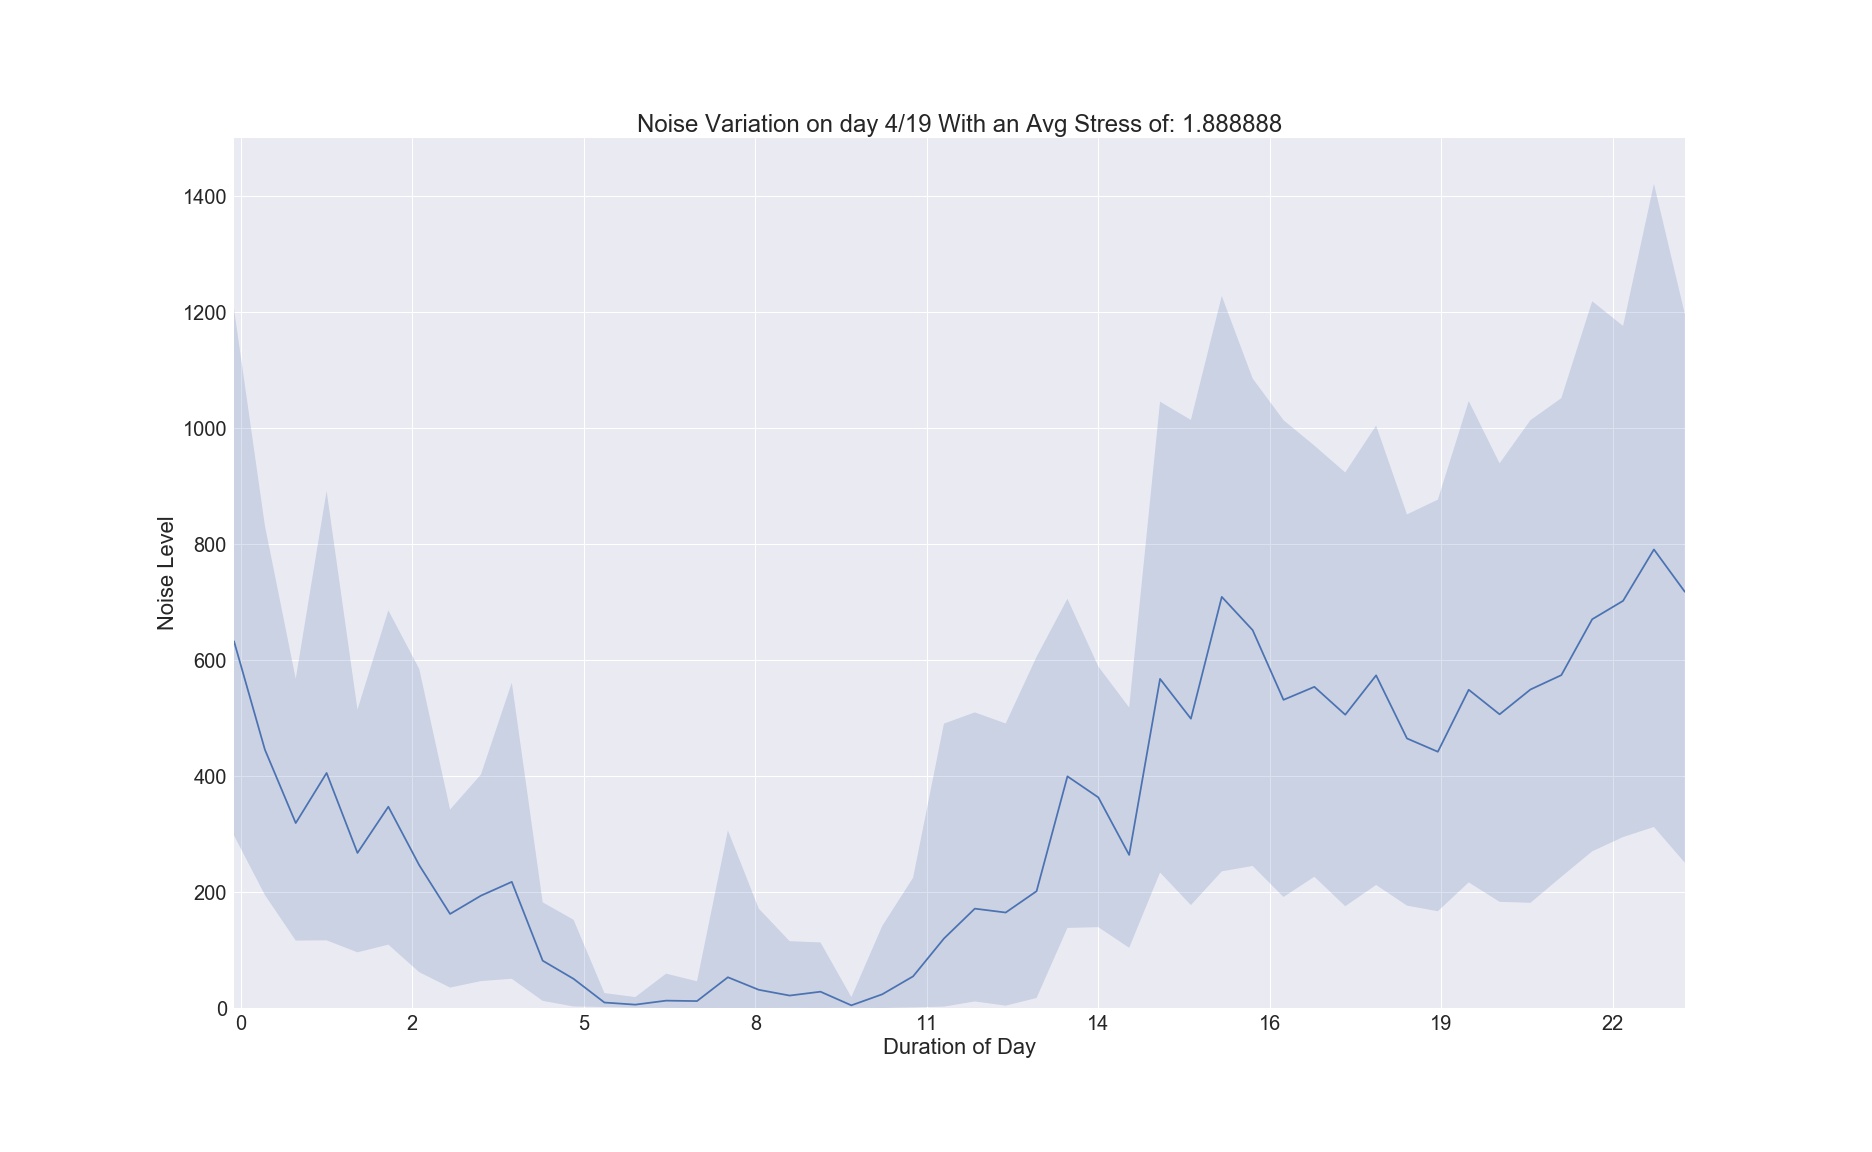 Noise Variation on day 4/19 With an Avg Stress of: 1.888888
1400
1200
1000
800
600
400
200
0
Noise Level
0 2 5 8 11 14 16 19 22
Duration of Day